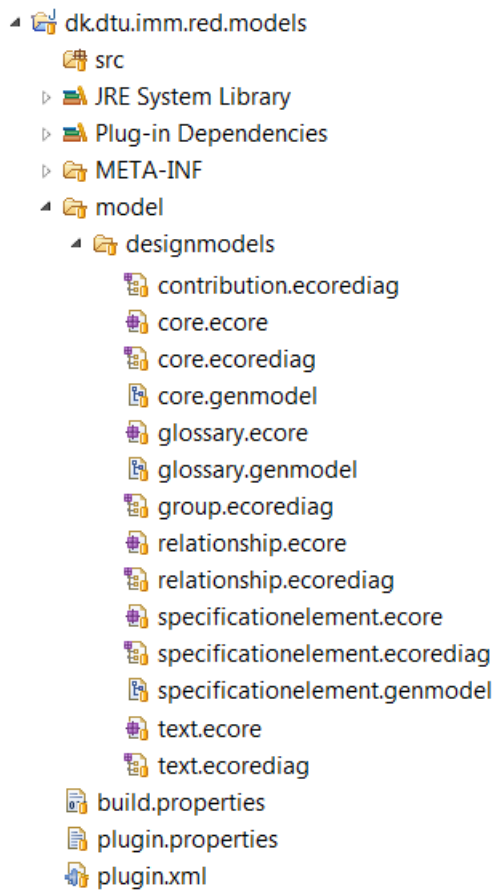 dk.dtu.imm.red.models
src
JRE System Library
Plug-in Dependencies
META-INF
model
designmodels
contribution.ecorediag
core.ecore
core.ecorediag
core.genmodel
glossary.ecore
glossary.genmodel
group.ecorediag
relationship.ecore
relationship.ecorediag
specificationelement.ecore
specificationelement.ecorediag
specificationelement.genmodel
text.ecore
text.ecorediag
build.properties
plugin.properties
plugin.xml